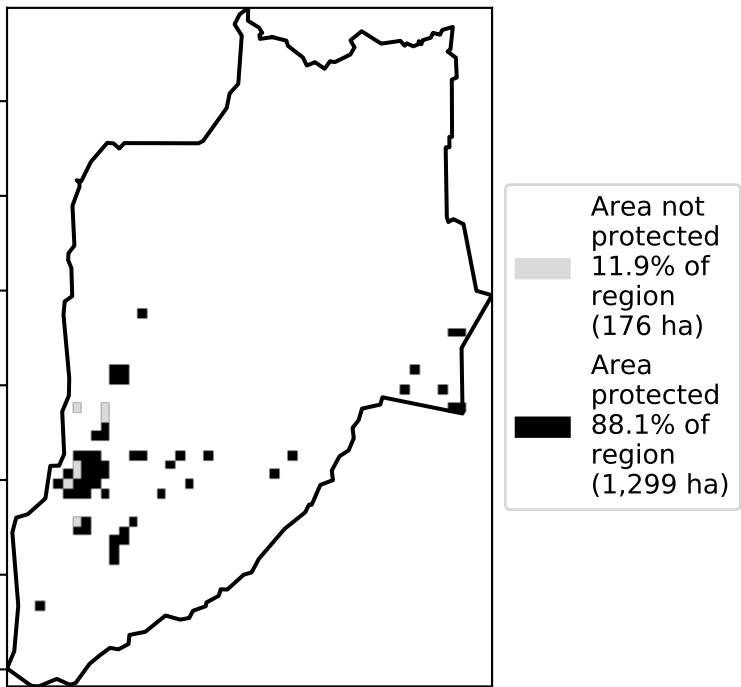 Area not
protected
11.9% of
region
(176 ha)
Area
protected
88.1% of
region
(1,299 ha)